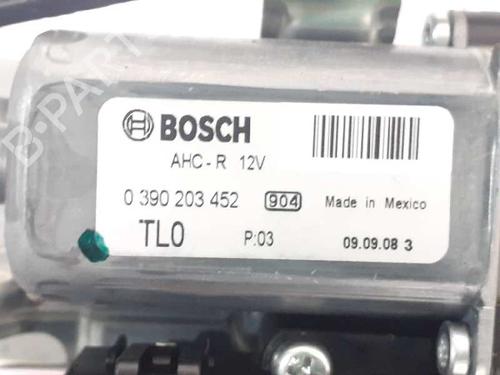 BOSCH
AHC-R 12V
0 390 203 452 904 Made in Mexico
TL0 P:03 09.09.08 3
B-PARTS